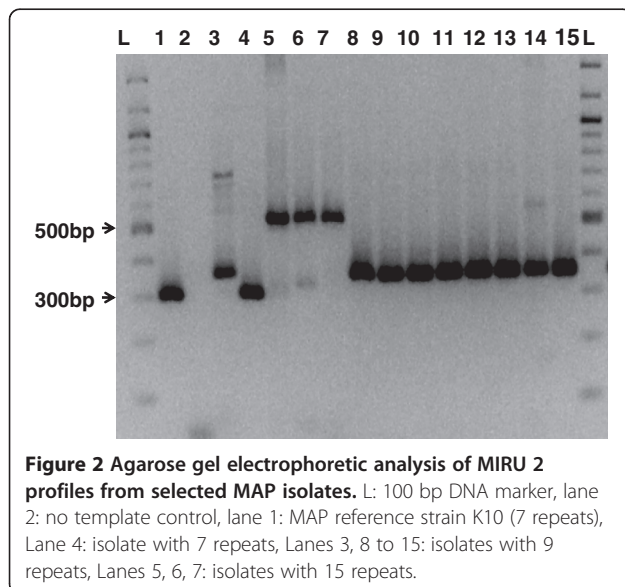 L 1 2 3 4 5 6 7 8 9 10 11 12 13 14 15 L
500bp
300bp
Figure 2 Agarose gel electrophoretic analysis of MIRU 2
profiles from selected MAP isolates. L: 100 bp DNA marker, lane
2: no template control, lane 1: MAP reference strain K10 (7 repeats),
Lane 4: isolate with 7 repeats, Lanes 3, 8 to 15: isolates with 9
repeats, Lanes 5, 6, 7: isolates with 15 repeats.